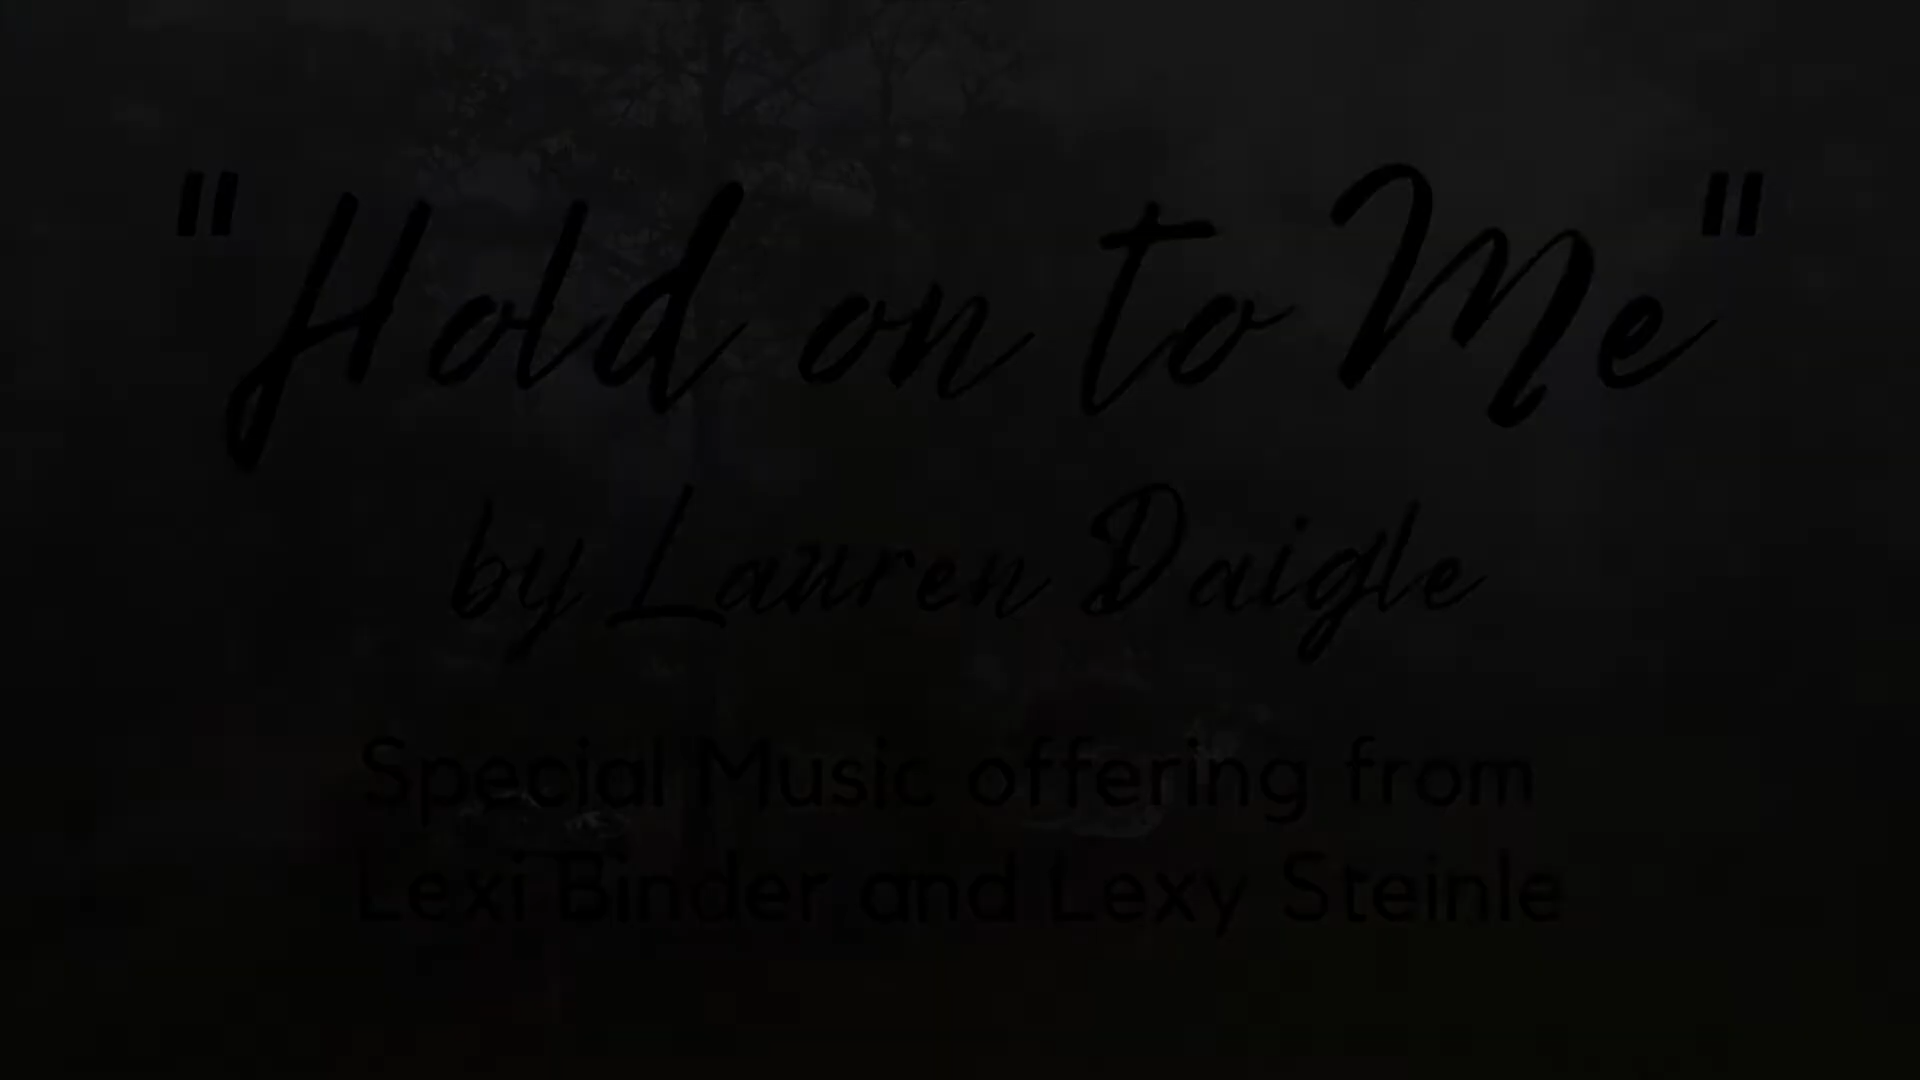 "Hold on to Me"
by Lauren Daigle
Special Music offering from
Lexi Binder and Lexy Steinle